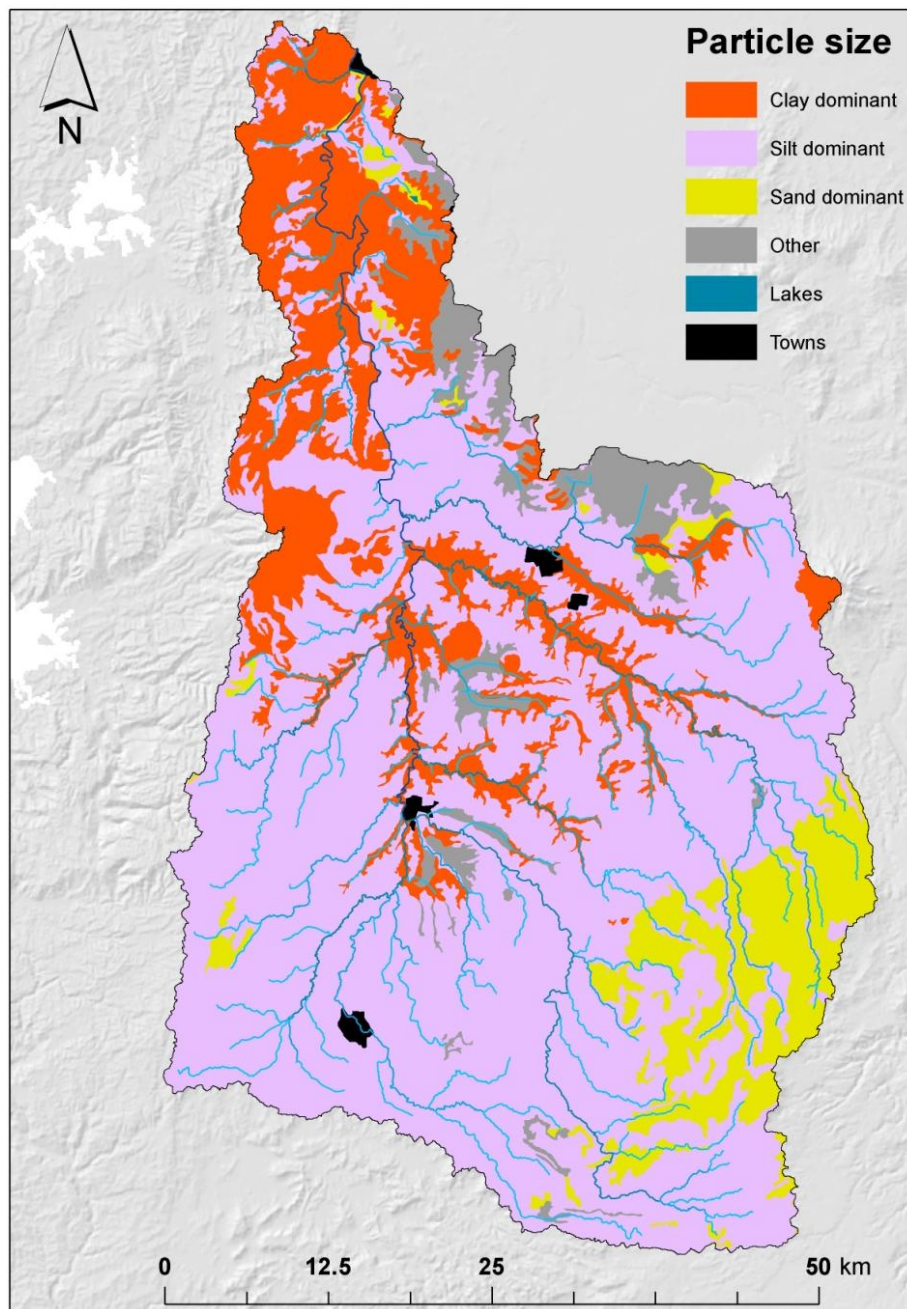 Particle size
Clay dominant
Silt dominant
Sand dominant
Other
Lakes
Towns
N
0 12.5 25 50 km